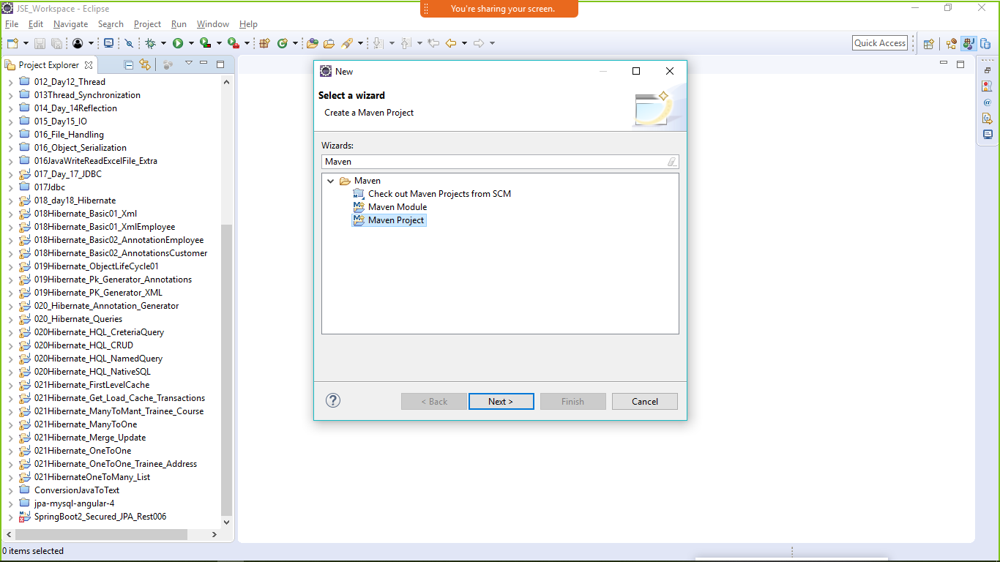 JSE_Workspace - Eclipse
You're sharing your screen.
File Edit Navigate Search Project Run Window Help
Quick Access
Project Explorer
012_Day12_Thread
013Thread_Synchronization
014_Day_14Reflection
015_Day15_IO
016_File_Handling
016_Object_Serialization
016JavaWriteReadExcelFile_Extra
017_Day_17_JDBC
017Jdbc
018_day18_Hibernate
018Hibernate_Basic01_Xml
018Hibernate_Basic01_XmlEmployee
018Hibernate_Basic02_AnnotationEmployee
018Hibernate_Basic02_AnnotationsCustomer
019Hibernate_ObjectLifeCycle01
019Hibernate_Pk_Generator_Annotations
019Hibernate_PK_Generator_XML
020_Hibernate_Annotation_Generator
020_Hibernate_Queries
020Hibernate_HQL_CreteriaQuery
020Hibernate_HQL_CRUD
020Hibernate_HQL_NamedQuery
020Hibernate_HQL_NativeSQL
021Hibernate_FirstLevelCache
021Hibernate_Get_Load_Cache_Transactions
021Hibernate_ManyToMant_Trainee_Course
021Hibernate_ManyToOne
021Hibernate_Merge_Update
021Hibernate_OneToOne
021Hibernate_OneToOne_Trainee_Address
021HibernateOneToMany_List
ConversionJavaToText
jpa-mysql-angular-4
SpringBoot2_Secured_JPA_Rest006
0 items selected
New
Select a wizard
Create a Maven Project
Wizards:
Maven
Maven
Check out Maven Projects from SCM
Maven Module
Maven Project
< Back Next > Finish Cancel